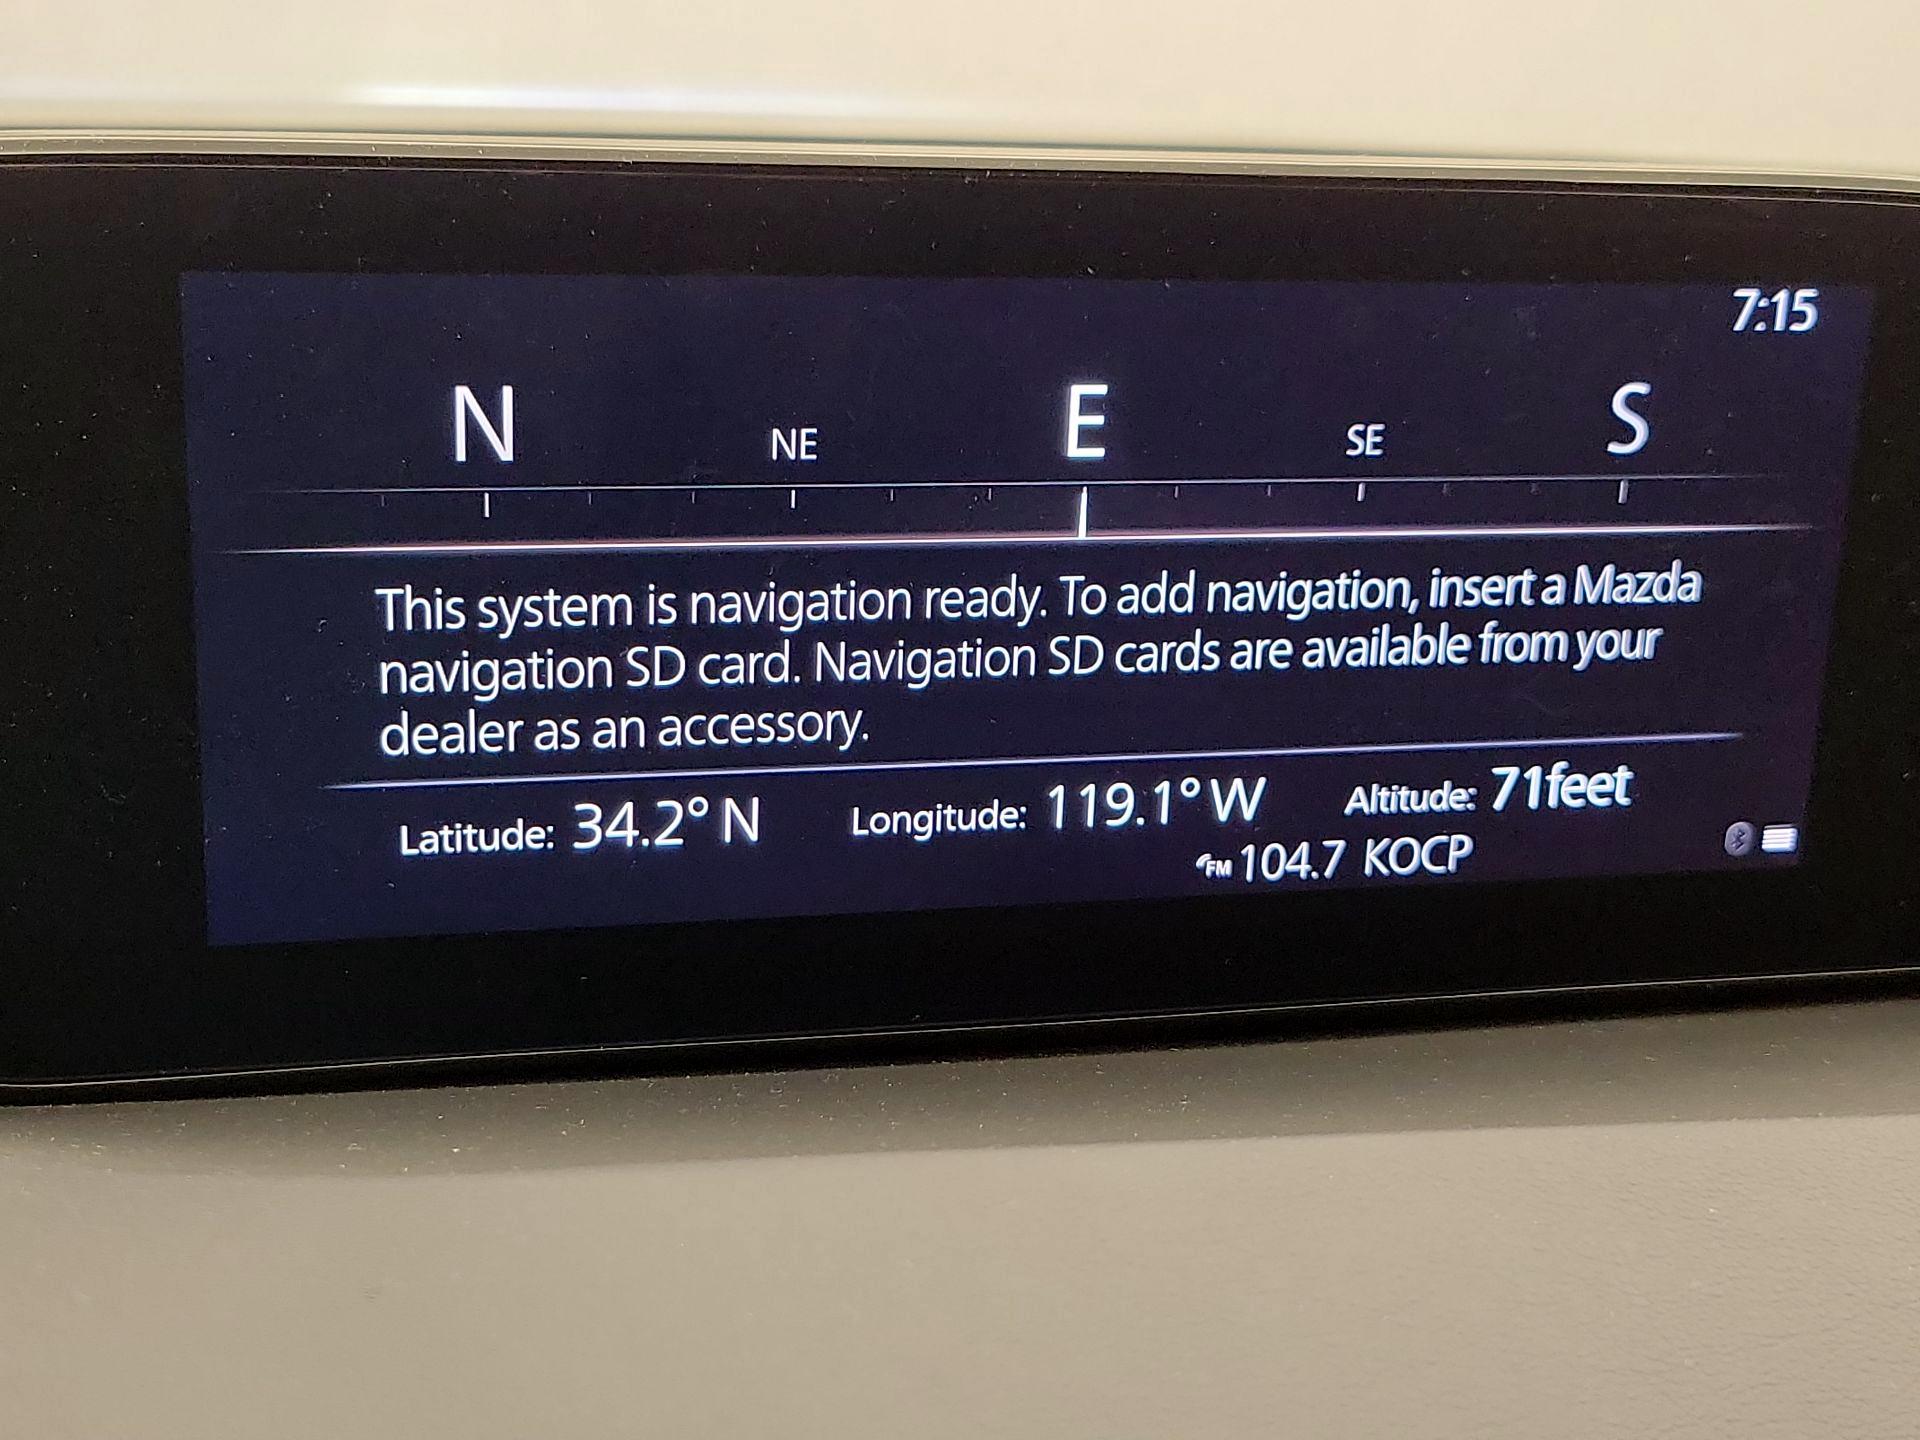 7:15
N NE E SE S
This system is navigation ready. To add navigation, insert a Mazda
navigation SD card. Navigation SD cards are available from your
dealer as an accessory.
Latitude: 34.2° N Longitude: 119.1° W Altitude: 71feet
FM 104.7 KOCP